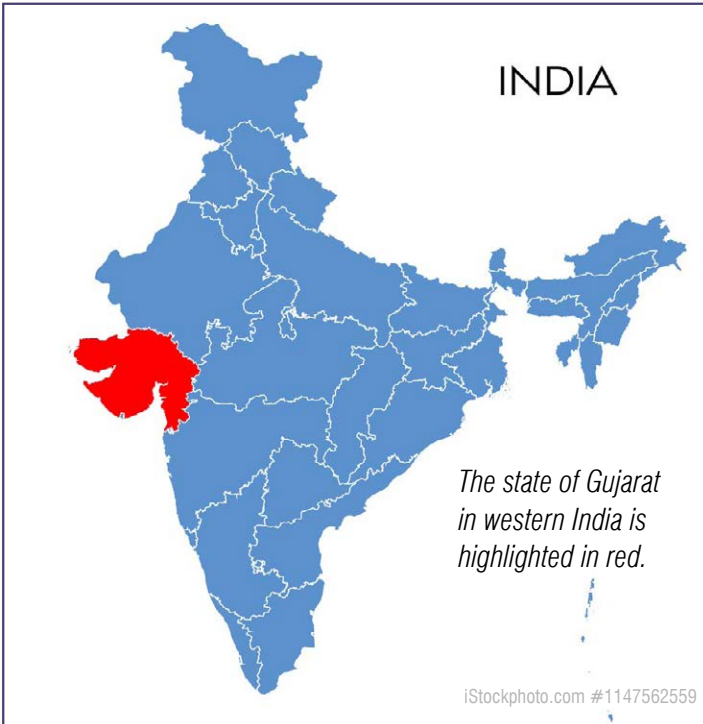 INDIA
The state of Gujarat
in western India is
highlighted in red.
iStockphoto.com #1147562559